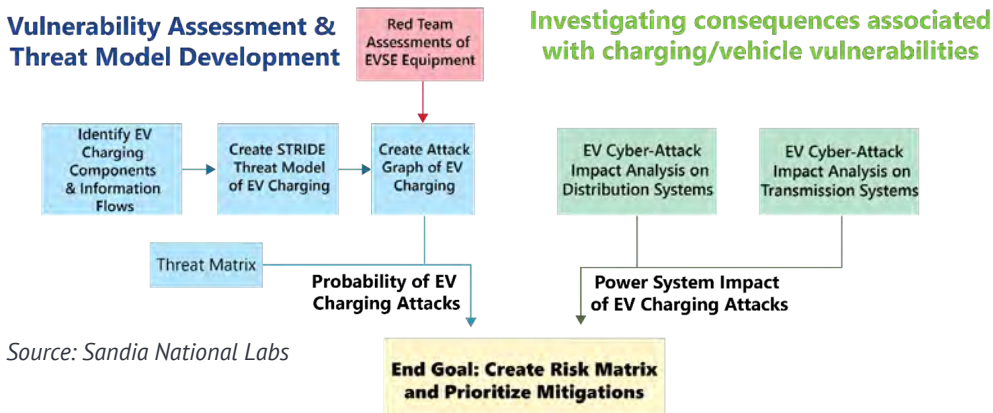 Vulnerability Assessment &
Threat Model Development
Red Team
Assessments of
EVSE Equipment
Investigating consequences associated
with charging/vehicle vulnerabilities
Identify EV
Charging
Components
& Information
Flows
Create STRIDE
Threat Model
of EV Charging
Create Attack
Graph of EV
Charging
EV Cyber-Attack
Impact Analysis on
Distribution Systems
EV Cyber-Attack
Impact Analysis on
Transmission Systems
Threat Matrix
Probability of EV
Charging Attacks
Power System Impact
of EV Charging Attacks
Source: Sandia National Labs
End Goal: Create Risk Matrix
and Prioritize Mitigations